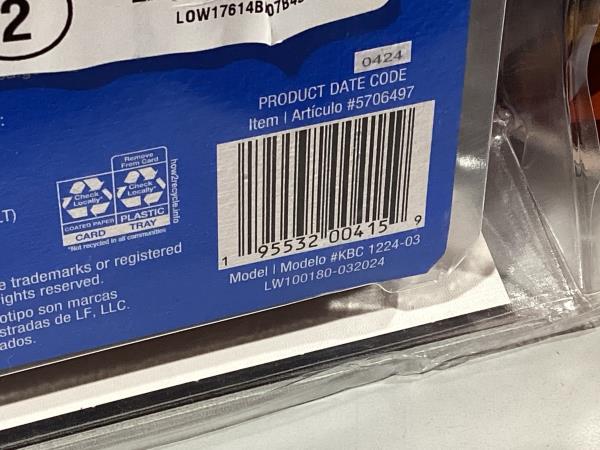 2
LOW17614B
0424
PRODUCT DATE CODE
Item | Artículo #5706497
Remove
From Card
Check
Locally*
Check
Locally*
COATED PAPER
PLASTIC
CARD
TRAY
*Not recycled in all communities
how2recycle.info
LT)
1 95532 00415 9
Model | Modelo #KBC 1224-03
LW100180-032024
e trademarks or registered
ights reserved.
otipo son marcas
stradas de LF, LLC.
ados.